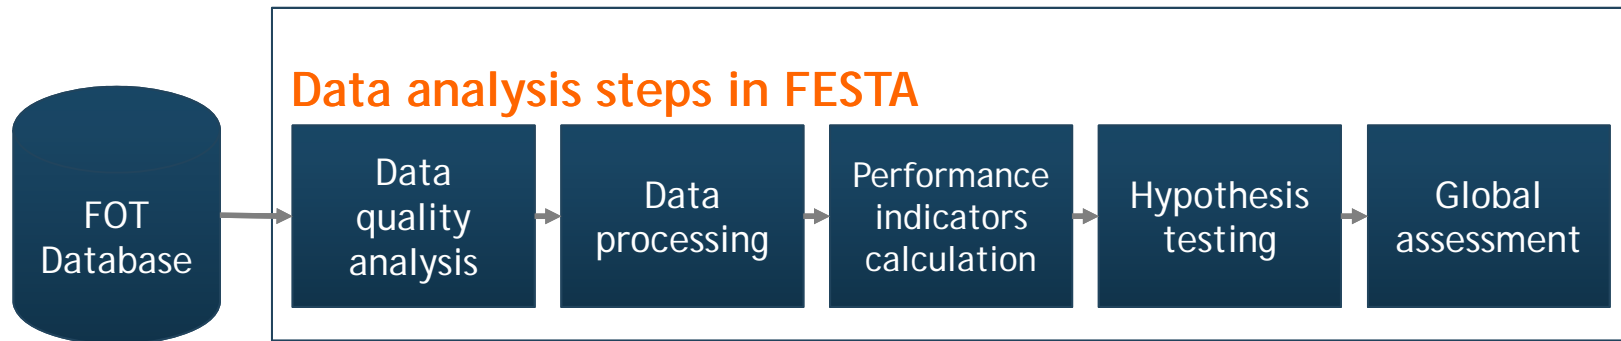 Data analysis steps in FESTA
FOT
Database
Data
quality
analysis
Data
processing
Performance
indicators
calculation
Hypothesis
testing
Global
assessment